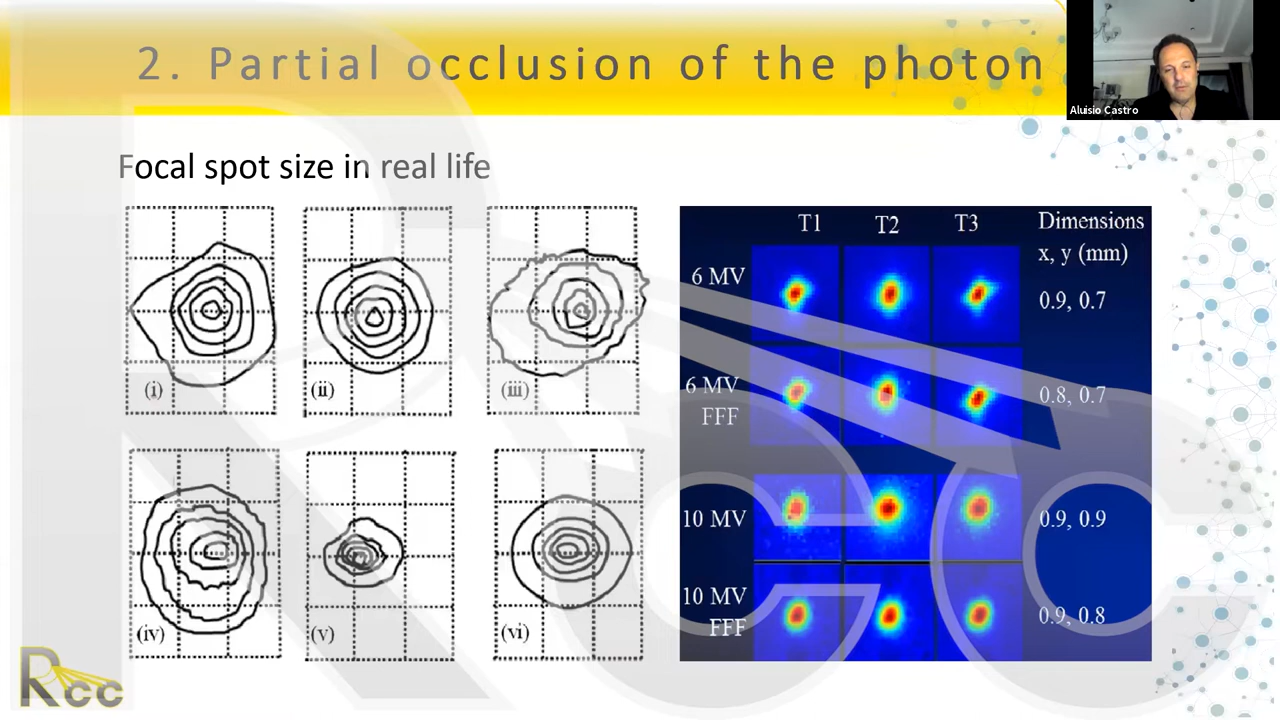 2. Partial occlusion of the photon
Aluisio Castro
Focal spot size in real life
(i)
(ii)
(iii)
(iv)
(v)
(vi)
T1 T2 T3 Dimensions
x, y (mm)
6 MV 0.9, 0.7
6 MV
FFF 0.8, 0.7
10 MV 0.9, 0.9
10 MV
FFF 0.9, 0.8
Rcc